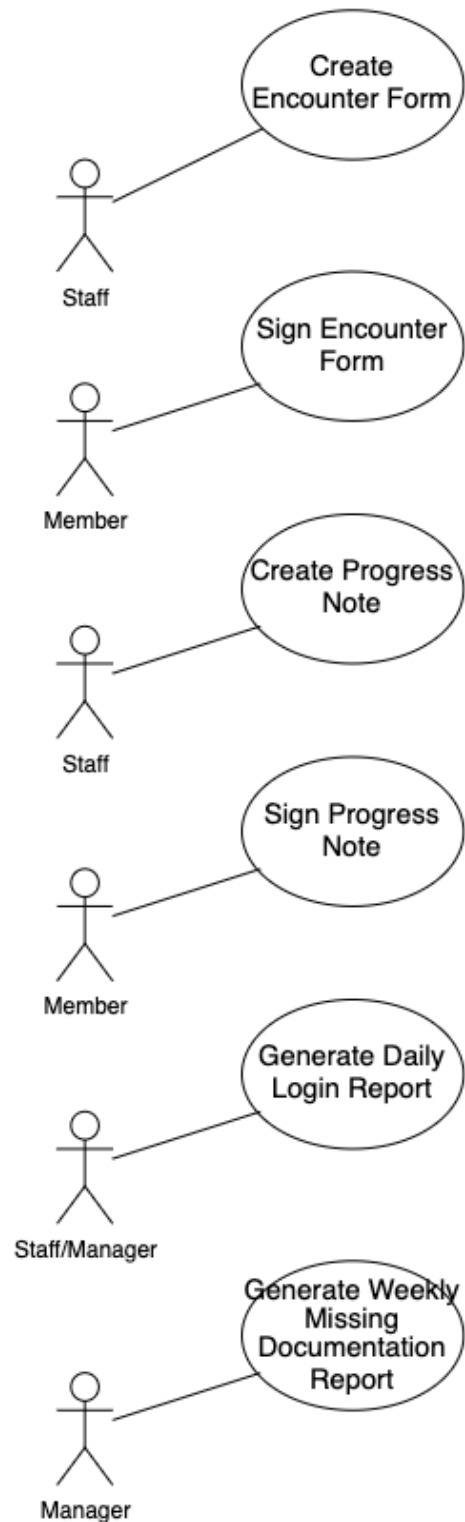 Create
Encounter Form
Staff
Sign Encounter
Form
Member
Create Progress
Note
Staff
Sign Progress
Note
Member
Generate Daily
Login Report
Staff/Manager
Generate Weekly
Missing
Documentation
Report
Manager